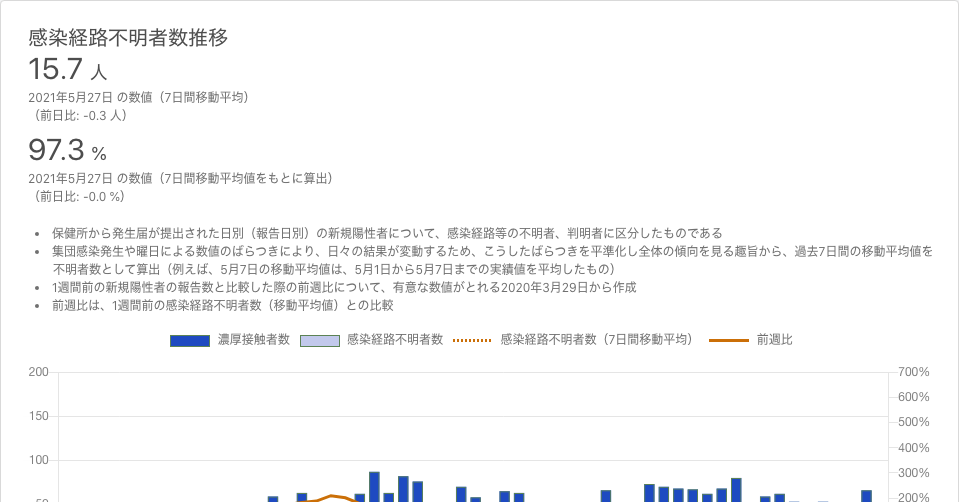 感染経路不明者数推移
15.7 人
2021年5月27日 の数値（7日間移動平均）
（前日比: -0.3 人）
97.3 %
2021年5月27日 の数値（7日間移動平均値をもとに算出）
（前日比: -0.0 %）
• 保健所から発生届が提出された日別（報告日別）の新規陽性者について、感染経路等の不明者、判明者に区分したものである
• 集団感染発生や曜日による数値のばらつきにより、日々の結果が変動するため、こうしたばらつきを平準化し全体の傾向を見る趣旨から、過去7日間の移動平均値を
不明者数として算出（例えば、5月7日の移動平均値は、5月1日から5月7日までの実績値を平均したもの）
• 1週間前の新規陽性者の報告数と比較した際の前週比について、有意な数値がとれる2020年3月29日から作成
• 前週比は、1週間前の感染経路不明者数（移動平均値）との比較
濃厚接触者数 感染経路不明者数 感染経路不明者数（7日間移動平均） 前週比
200 700%
600%
150
500%
400%
100
300%
50 200%